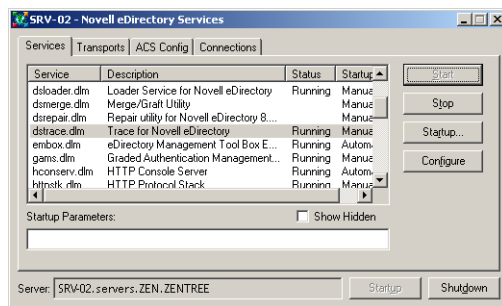 SRV-02 - Novell eDirectory Services
Services Transports ACS Config Connections
Service Description Status Startup
dsloader.dlm Loader Service for Novell eDirectory Running Manua
dsmerge.dlm Merge/Graft Utility Manua
dsrepair.dlm Repair utility for Novell eDirectory 8.... Manua
dstrace.dlm Trace for Novell eDirectory Running Manua
embox.dlm eDirectory Management Tool Box E... Running Autom
gams.dlm Graded Authentication Management... Running Autom
hconserv.dlm HTTP Console Server Running Autom
httpstk.dlm HTTP Protocol Stack Running Manua
Start
Stop
Startup...
Configure
Startup Parameters:
Show Hidden
Server: SRV-02.servers.ZEN.ZENTREE
Startup
Shutdown